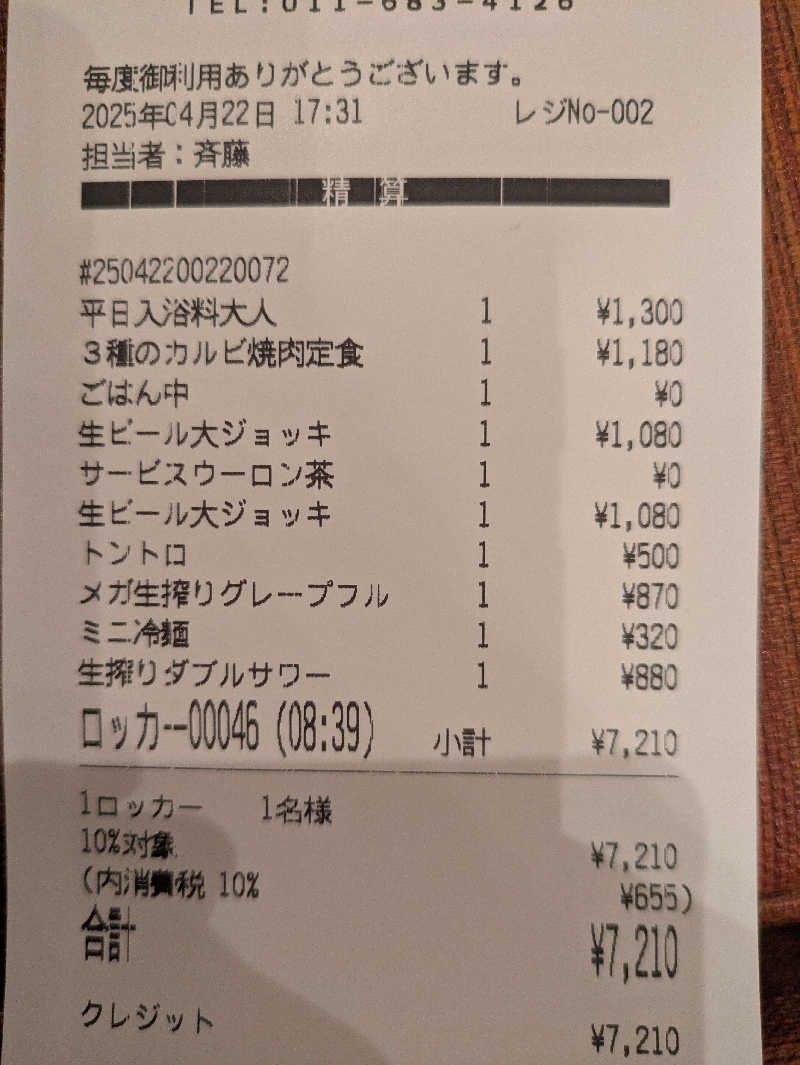 TEL:011-683-4126
毎度御利用ありがとうございます。
2025年04月22日 17:31 レジNo-002
担当者：斉藤
精 算
#25042200220072
平日入浴料大人 1 ¥1,300
３種のカルビ焼肉定食 1 ¥1,180
ごはん中 1 ¥0
生ビール大ジョッキ 1 ¥1,080
サービスウーロン茶 1 ¥0
生ビール大ジョッキ 1 ¥1,080
トントロ 1 ¥500
メガ生搾りグレープフル 1 ¥870
ミニ冷麺 1 ¥320
生搾りダブルサワー 1 ¥880
ロッカー-00046 (08:39) 小計 ¥7,210
1ロッカー 1名様
10%対象 ¥7,210
(内消費税 10% ¥655)
合計 ¥7,210
クレジット ¥7,210